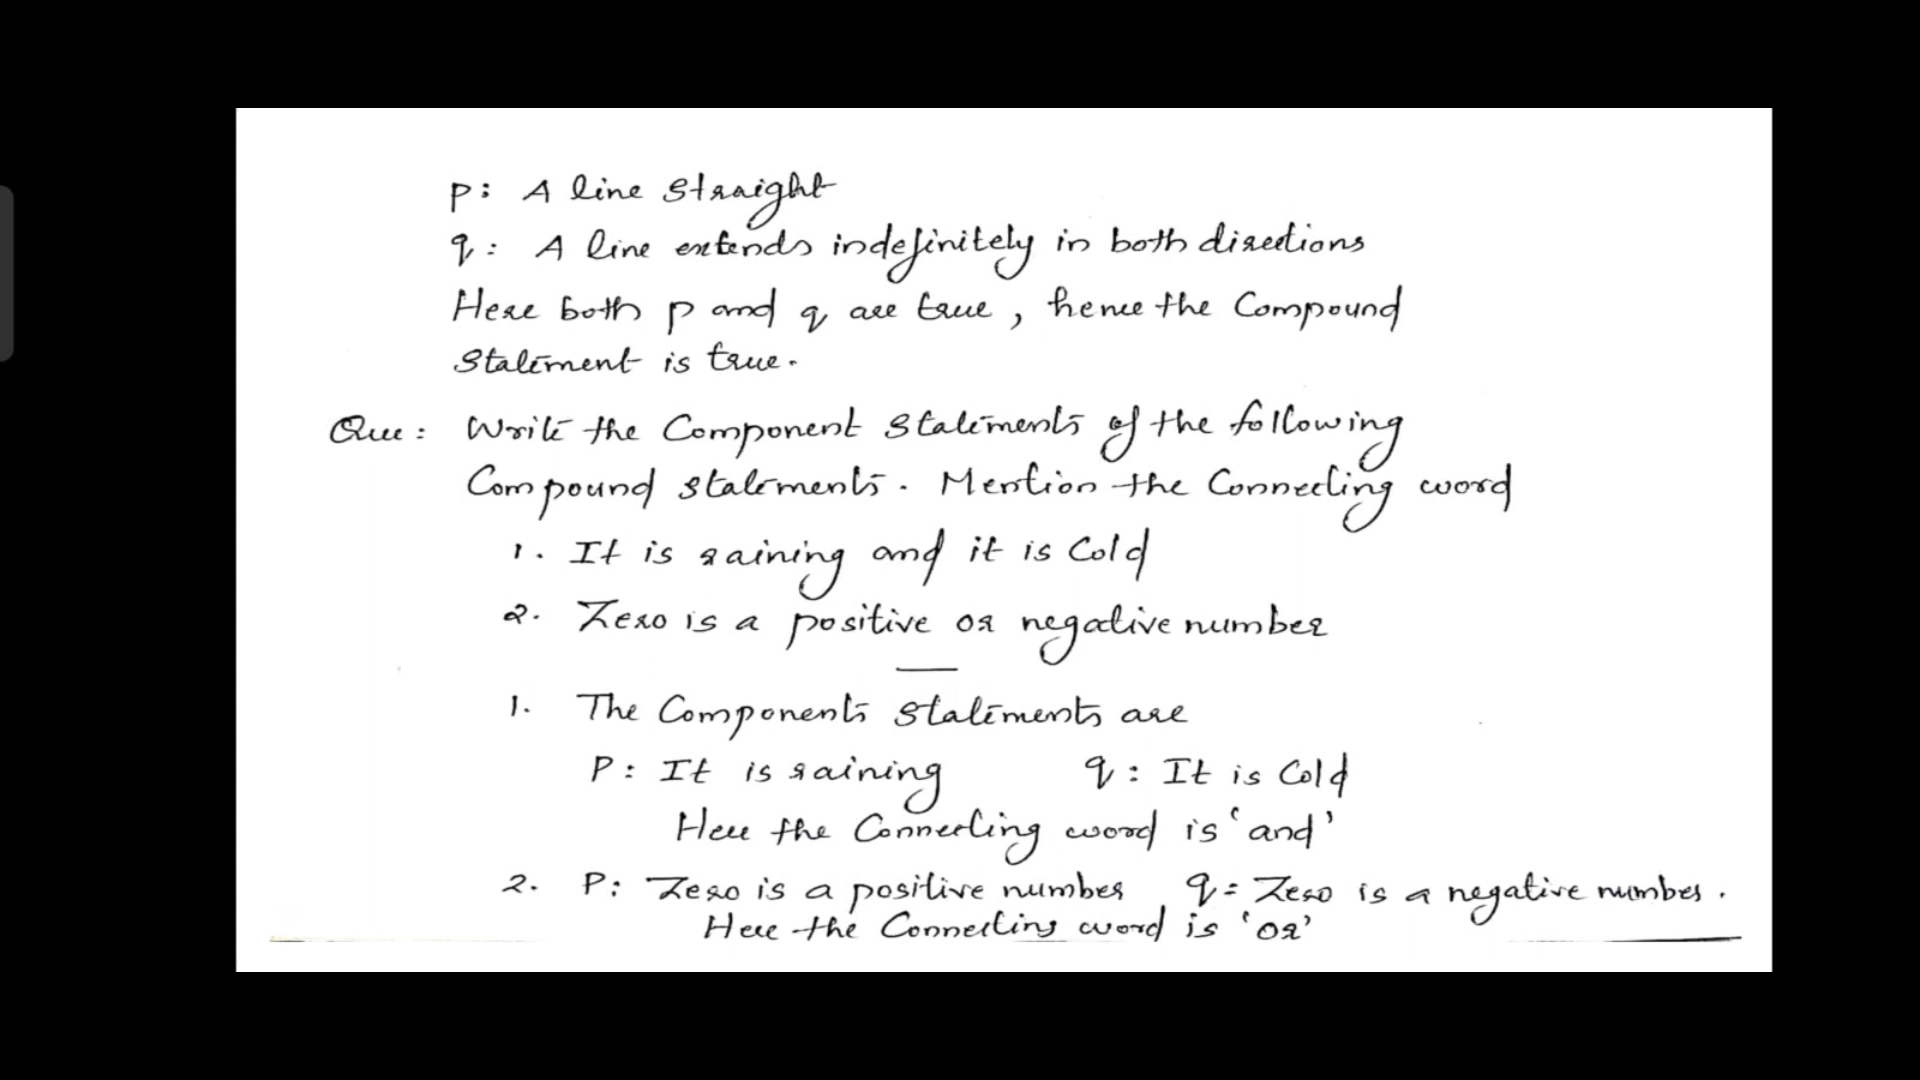 p: A line straight
q: A line extends indefinitely in both directions
Here both p and q are true, hence the Compound
Statement is true.
Que: Write the Component Statements of the following
Compound statements. Mention the Connecting word
1. It is raining and it is Cold
2. Zero is a positive or negative number
1. The Components Statements are
P: It is raining q: It is Cold
Here the Connecting word is 'and'
2. P: Zero is a positive number, q: Zero is a negative number.
Here the Connecting word is 'or'